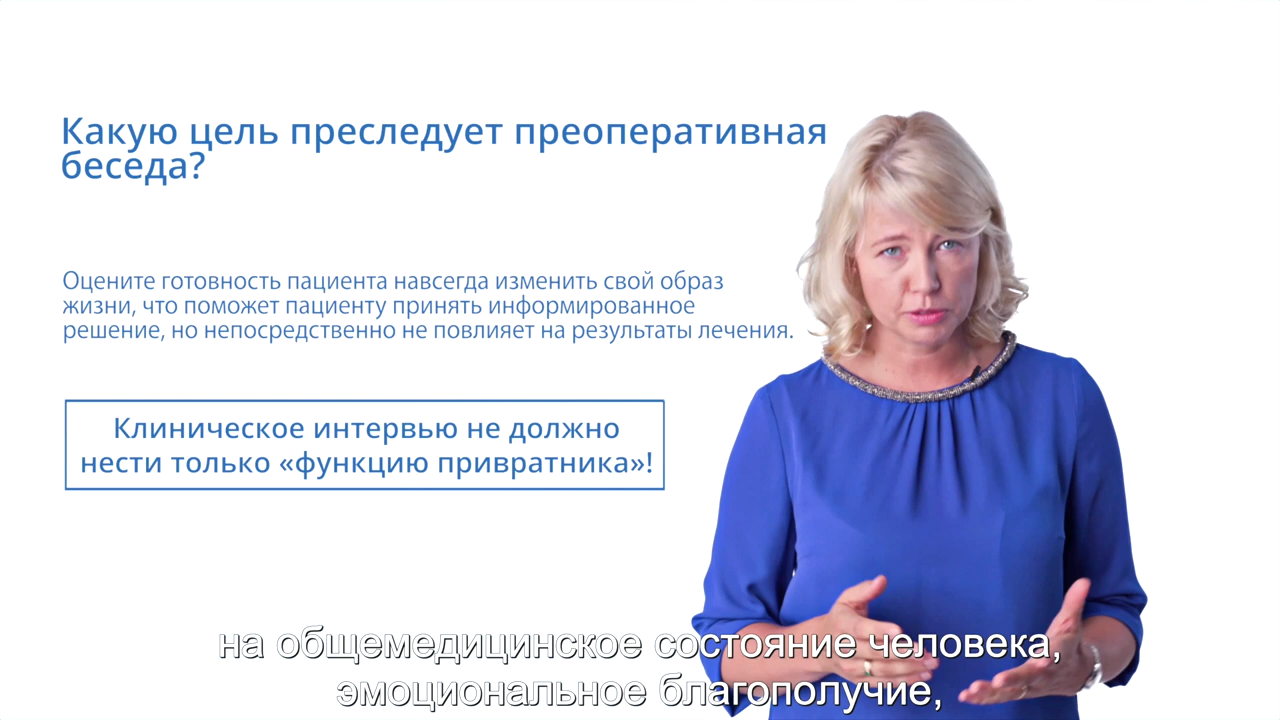 Какую цель преследует преоперативная
беседа?
Оцените готовность пациента навсегда изменить свой образ
жизни, что поможет пациенту принять информированное
решение, но непосредственно не повлияет на результаты лечения.
Клиническое интервью не должно
нести только «функцию привратника»!
на общемедицинское состояние человека,
эмоциональное благополучие,